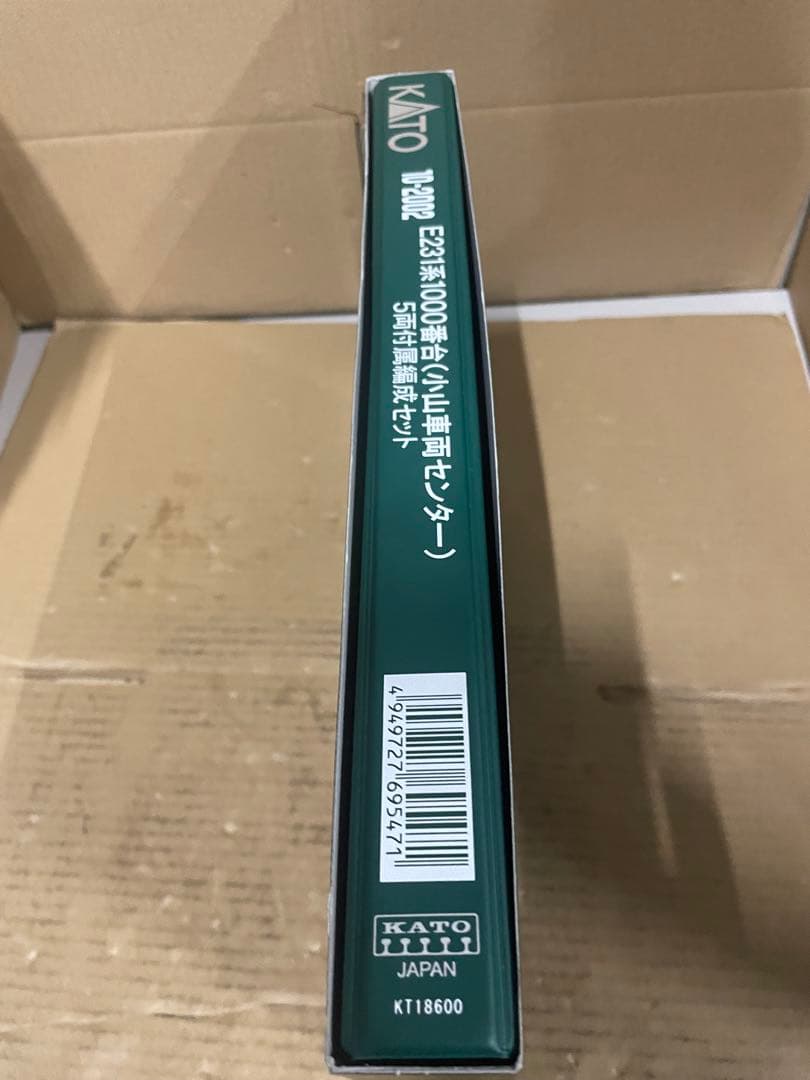 KATO
10-2002 E231系1000番台(小山車両センター)
5両付属編成セット
4949727695471
KATO
JAPAN
KT18600